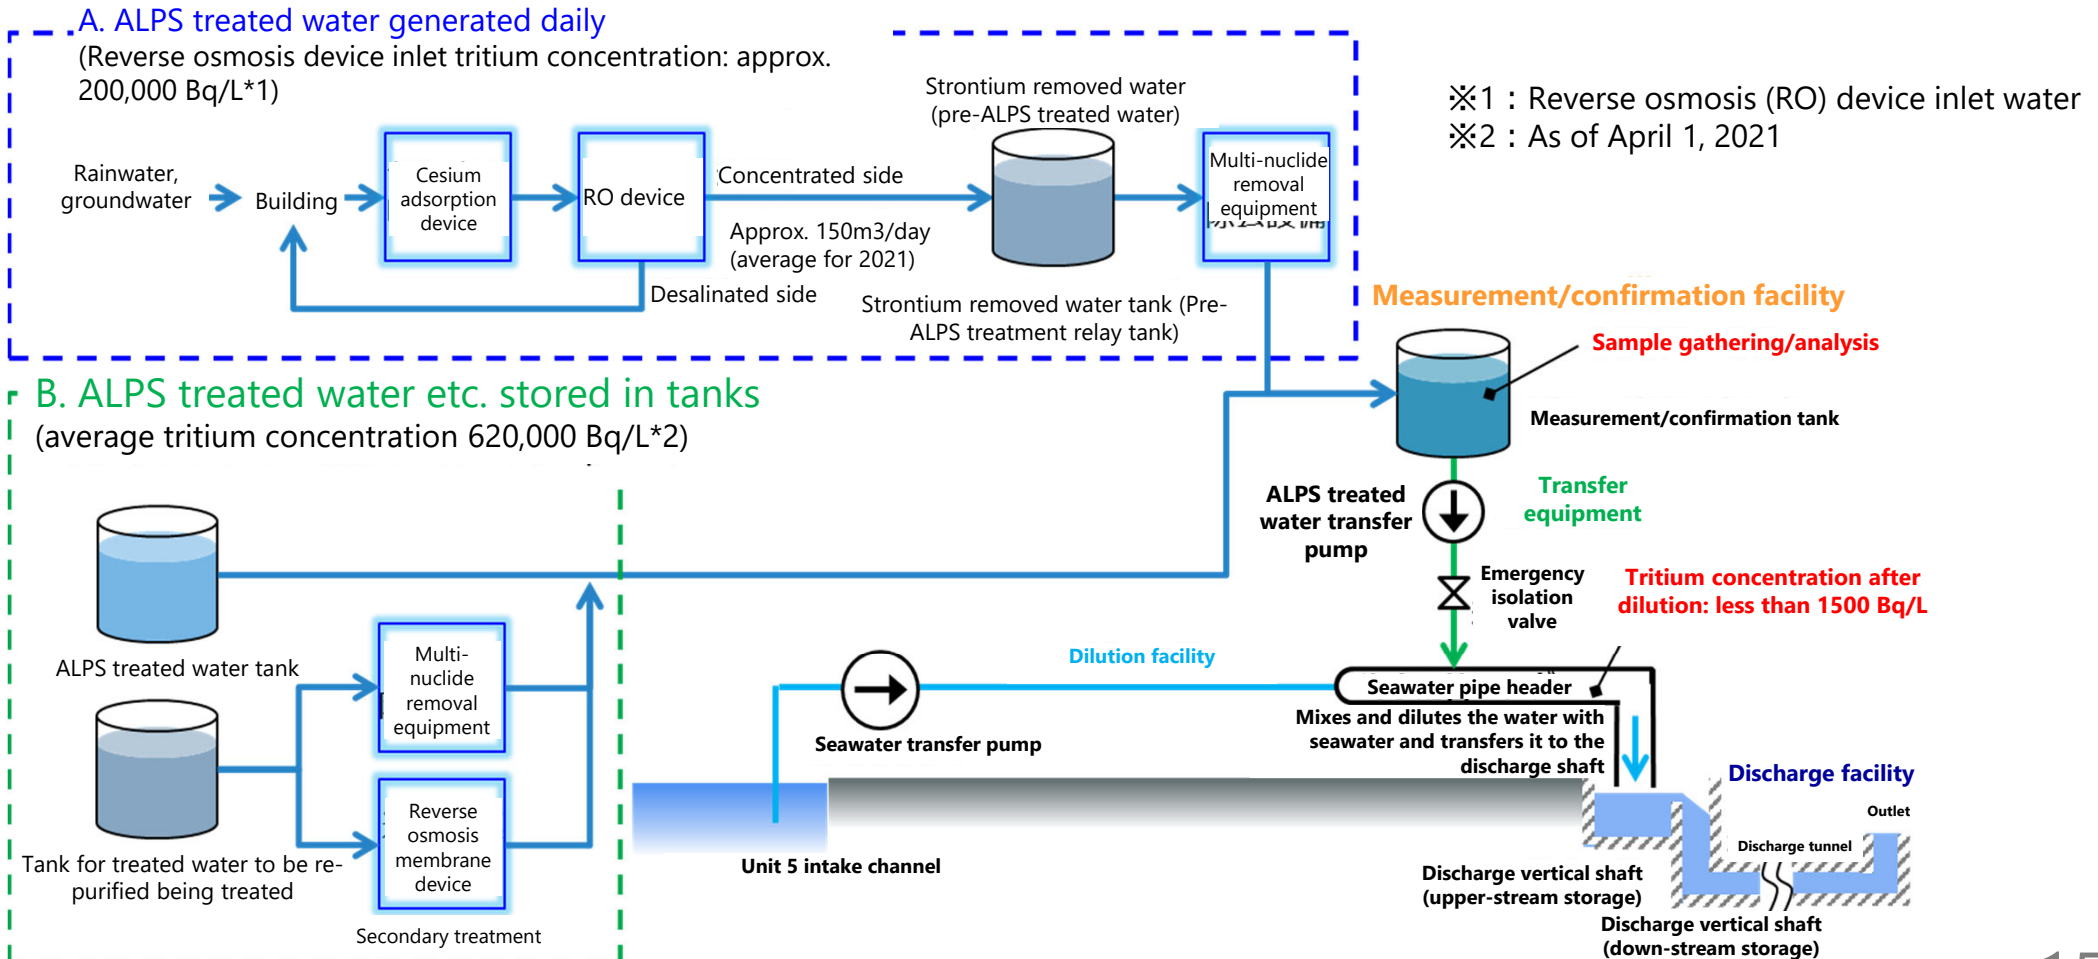 A. ALPS treated water generated daily
(Reverse osmosis device inlet tritium concentration: approx.
200,000 Bq/L*1)
Strontium removed water
(pre-ALPS treated water)
※1：Reverse osmosis (RO) device inlet water
※2：As of April 1, 2021
Rainwater,
groundwater
Building
Cesium
adsorption
device
RO device
Concentrated side
Approx. 150m3/day
(average for 2021)
Multi-nuclide
removal
equipment
Desalinated side
Strontium removed water tank (Pre-
ALPS treatment relay tank)
Measurement/confirmation facility
Sample gathering/analysis
Measurement/confirmation tank
B. ALPS treated water etc. stored in tanks
(average tritium concentration 620,000 Bq/L*2)
ALPS treated
water transfer
pump
Transfer
equipment
Emergency
isolation
valve
Tritium concentration after
dilution: less than 1500 Bq/L
ALPS treated water tank
Multi-
nuclide
removal
equipment
Dilution facility
Seawater pipe header
Seawater transfer pump
Mixes and dilutes the water with
seawater and transfers it to the
discharge shaft
Discharge facility
Outlet
Discharge tunnel
Tank for treated water to be re-
purified being treated
Reverse
osmosis
membrane
device
Secondary treatment
Unit 5 intake channel
Discharge vertical shaft
(upper-stream storage)
Discharge vertical shaft
(down-stream storage)